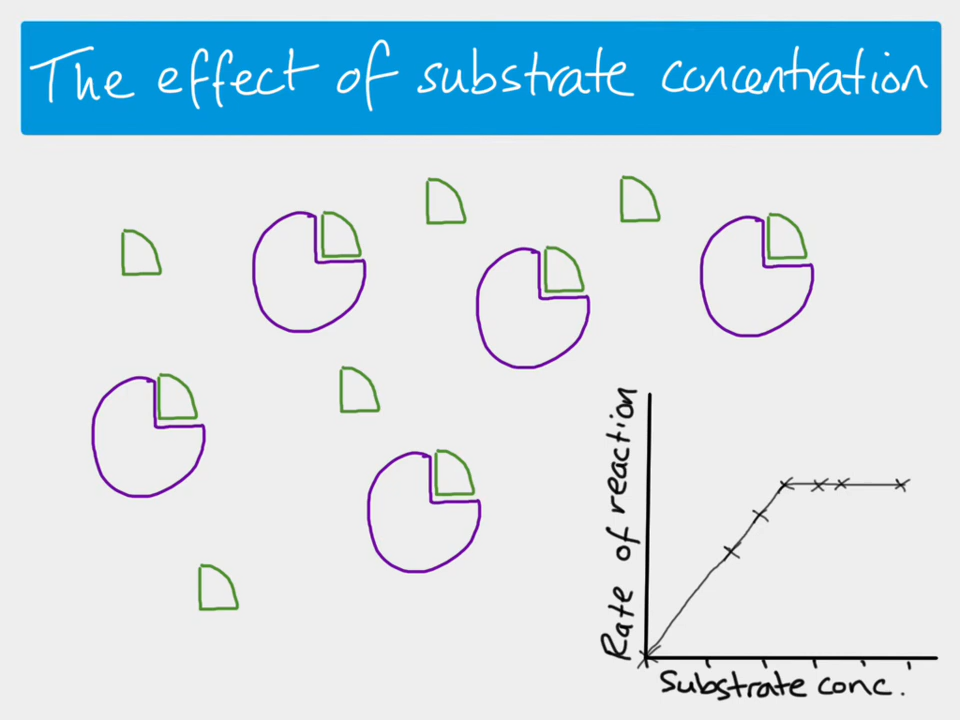 The effect of substrate concentration
Rate of reaction
Substrate conc.